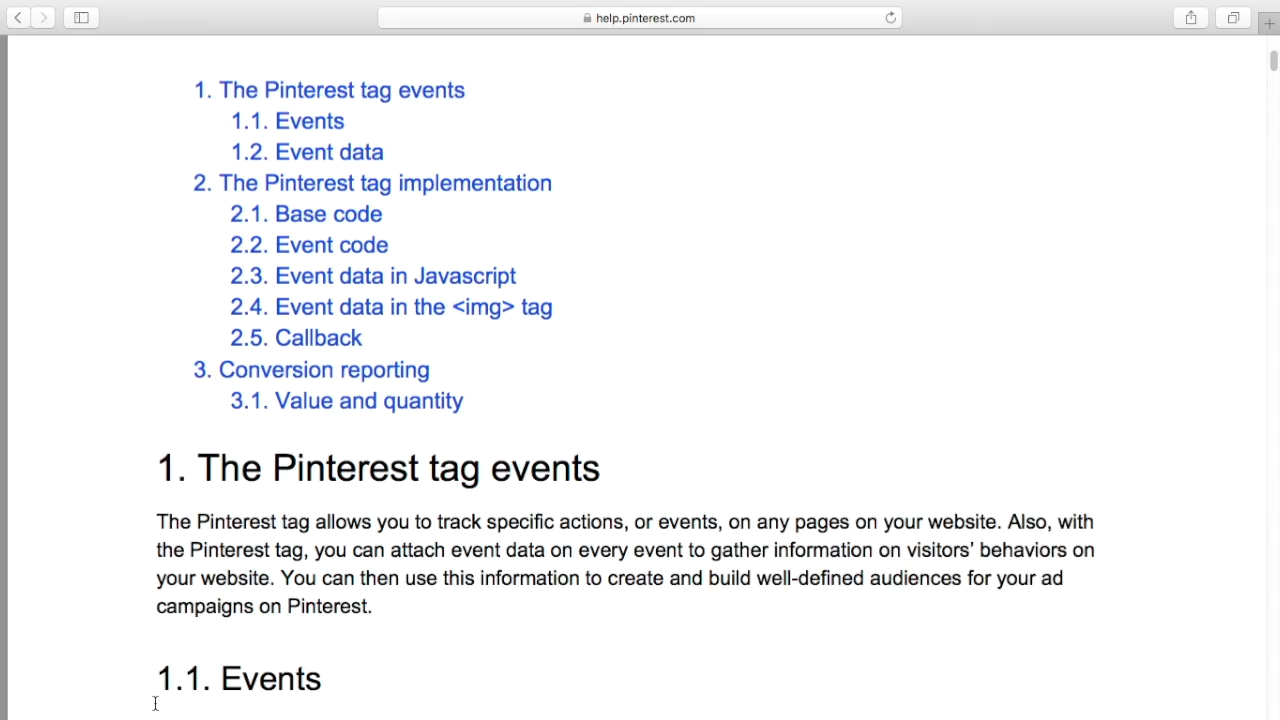 help.pinterest.com
1. The Pinterest tag events
1.1. Events
1.2. Event data
2. The Pinterest tag implementation
2.1. Base code
2.2. Event code
2.3. Event data in Javascript
2.4. Event data in the <img> tag
2.5. Callback
3. Conversion reporting
3.1. Value and quantity
1. The Pinterest tag events
The Pinterest tag allows you to track specific actions, or events, on any pages on your website. Also, with
the Pinterest tag, you can attach event data on every event to gather information on visitors’ behaviors on
your website. You can then use this information to create and build well-defined audiences for your ad
campaigns on Pinterest.
1.1. Events